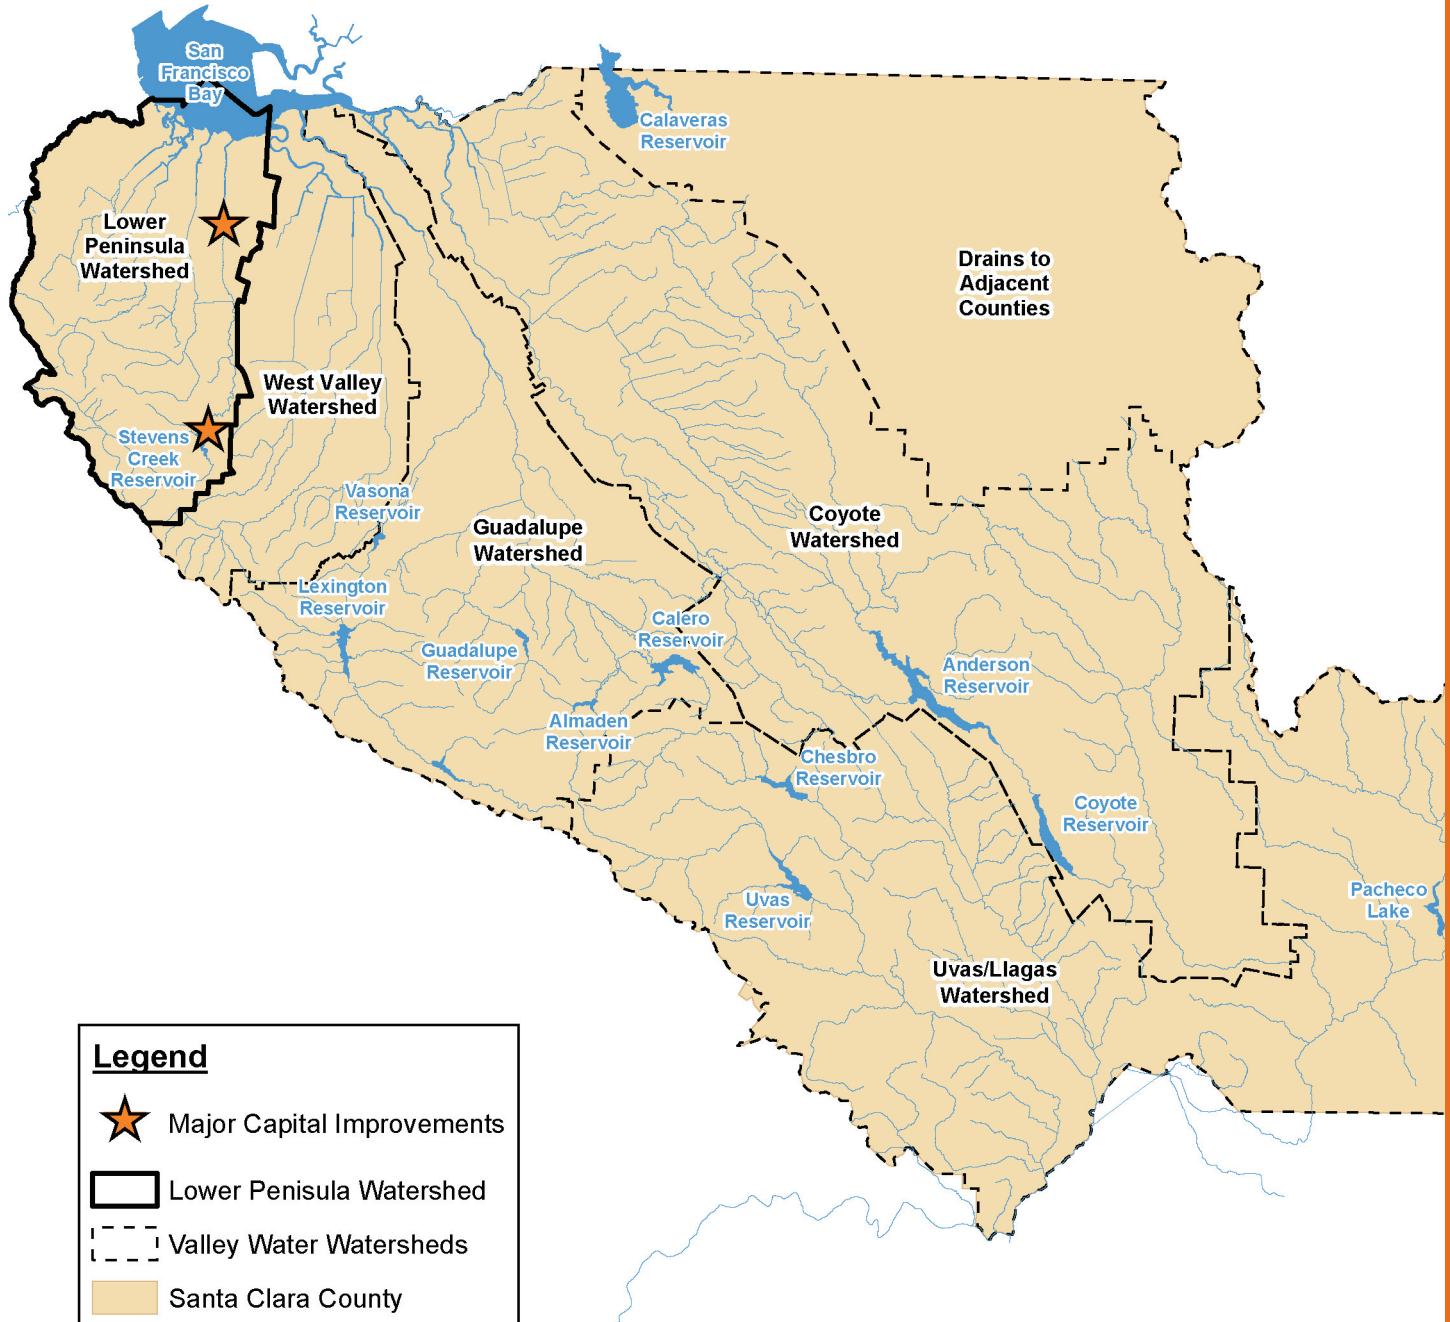 San
Francisco
Bay
Calaveras
Reservoir
Lower
Peninsula
Watershed
Drains to
Adjacent
Counties
West Valley
Watershed
Stevens
Creek
Reservoir
Vasona
Reservoir
Guadalupe
Watershed
Coyote
Watershed
Lexington
Reservoir
Calero
Reservoir
Guadalupe
Reservoir
Anderson
Reservoir
Almaden
Reservoir
Chesbro
Reservoir
Coyote
Reservoir
Uvas
Reservoir
Pacheco
Lake
Uvas/Llagas
Watershed
Legend
Major Capital Improvements
Lower Penisula Watershed
Valley Water Watersheds
Santa Clara County